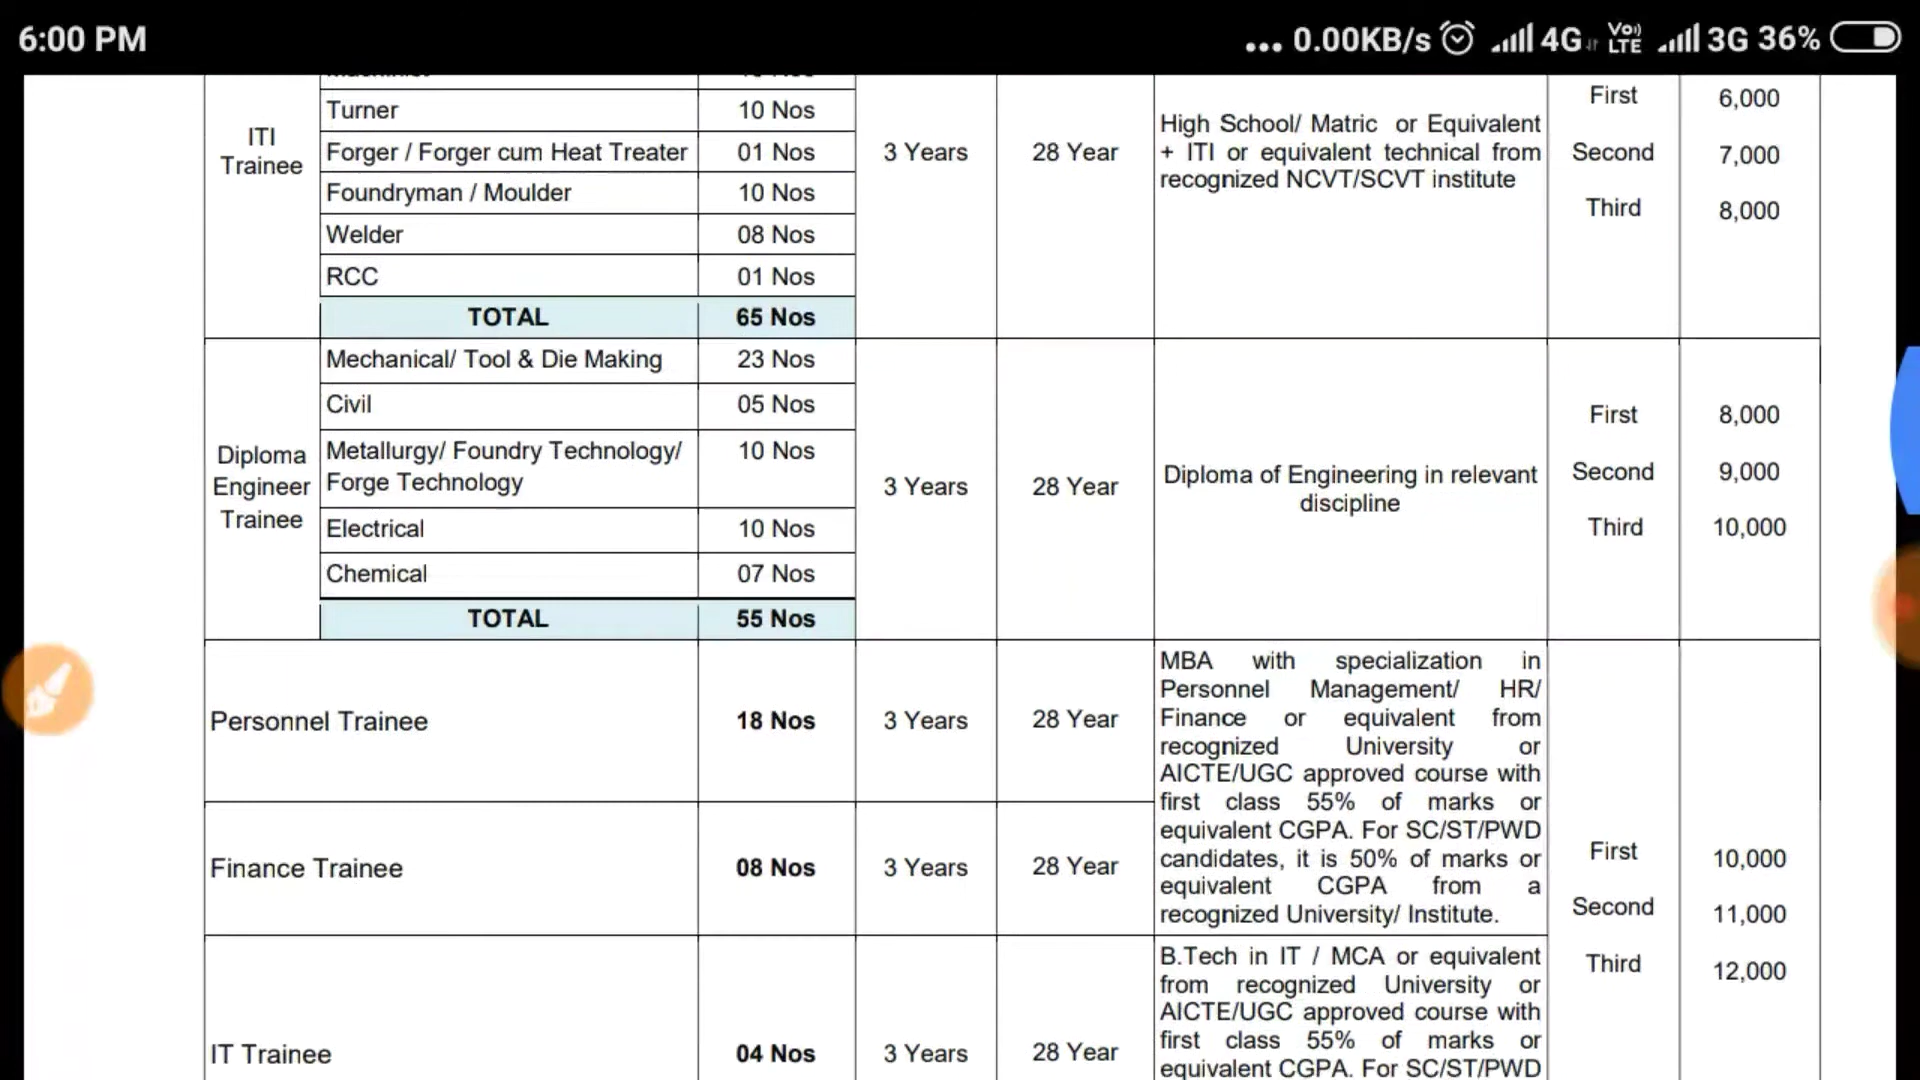 6:00 PM
... 0.00KB/s 4G VoLTE 3G 36%
Turner 10 Nos
Forger / Forger cum Heat Treater 01 Nos
Foundryman / Moulder 10 Nos
Welder 08 Nos
RCC 01 Nos
TOTAL 65 Nos
ITI
Trainee
3 Years
28 Year
High School/ Matric or Equivalent
+ ITI or equivalent technical from
recognized NCVT/SCVT institute
First 6,000
Second 7,000
Third 8,000
Diploma
Engineer
Trainee
Mechanical/ Tool & Die Making 23 Nos
Civil 05 Nos
Metallurgy/ Foundry Technology/ 10 Nos
Forge Technology
Electrical 10 Nos
Chemical 07 Nos
TOTAL 55 Nos
3 Years
28 Year
Diploma of Engineering in relevant
discipline
First 8,000
Second 9,000
Third 10,000
Personnel Trainee 18 Nos 3 Years 28 Year
Finance Trainee 08 Nos 3 Years 28 Year
MBA with specialization in
Personnel Management/ HR/
Finance or equivalent from
recognized University or
AICTE/UGC approved course with
first class 55% of marks or
equivalent CGPA. For SC/ST/PWD
candidates, it is 50% of marks or
equivalent CGPA from a
recognized University/ Institute.
First 10,000
Second 11,000
Third 12,000
IT Trainee 04 Nos 3 Years 28 Year
B.Tech in IT / MCA or equivalent
from recognized University or
AICTE/UGC approved course with
first class 55% of marks or
equivalent CGPA. For SC/ST/PWD